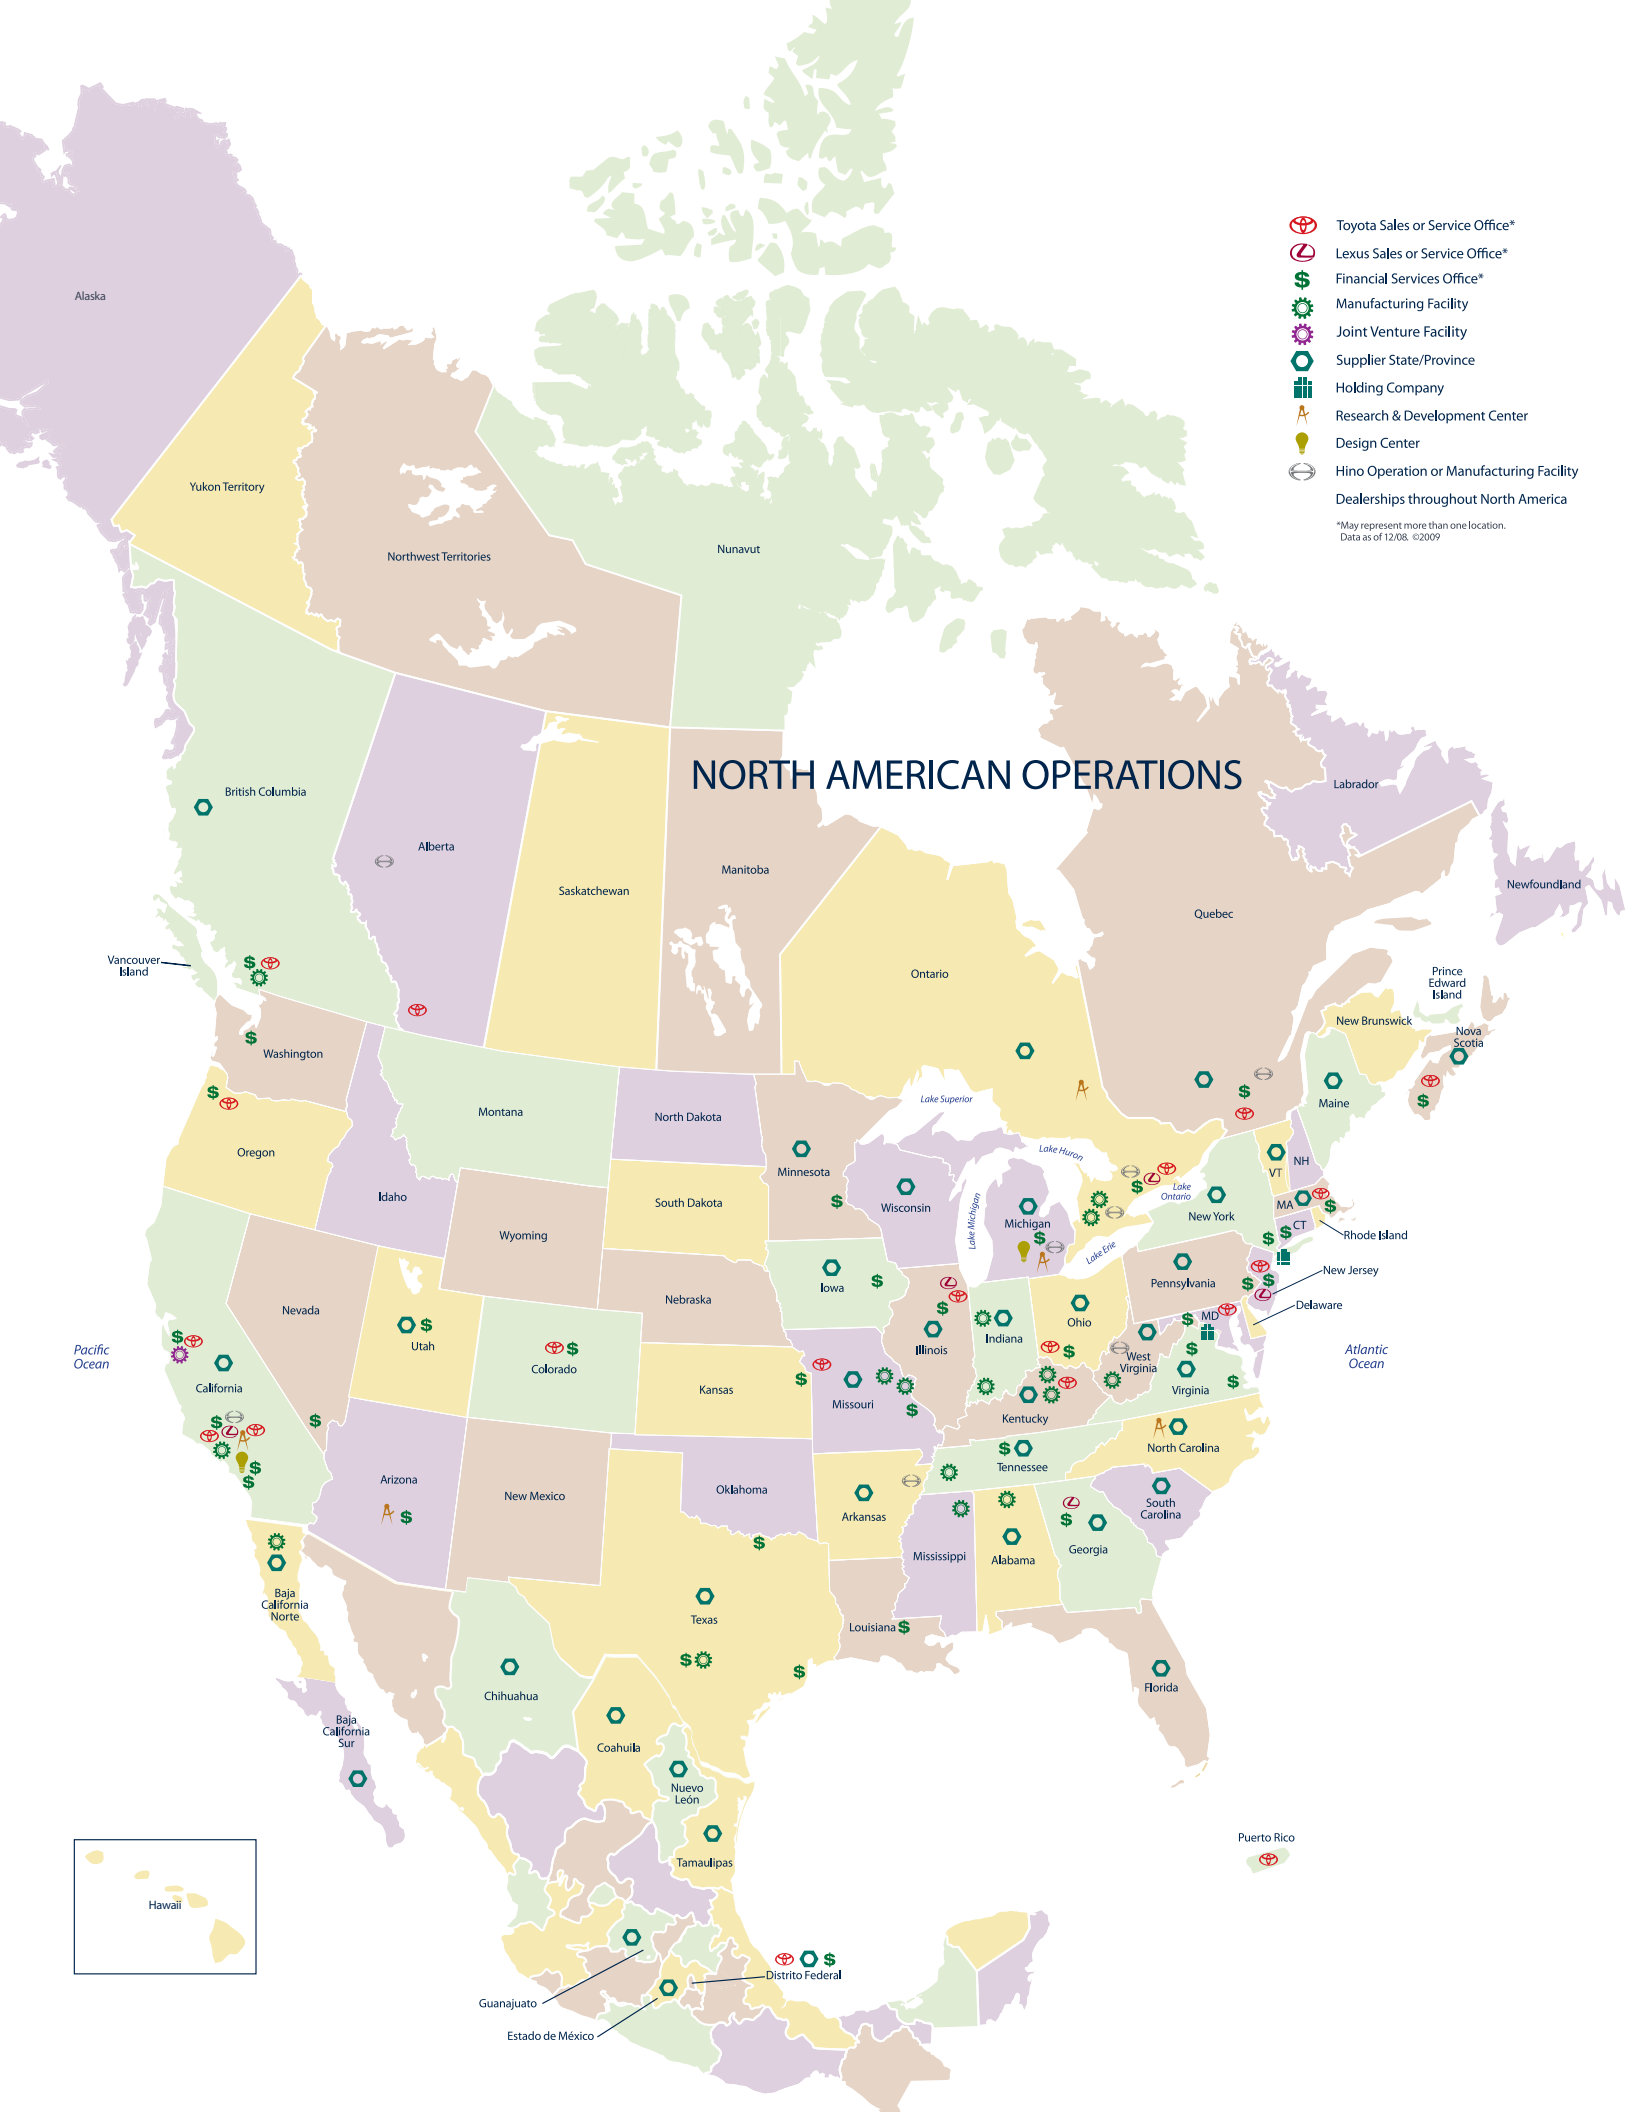 Toyota Sales or Service Office*
Lexus Sales or Service Office*
$ Financial Services Office*
Manufacturing Facility
Joint Venture Facility
Supplier State/Province
Holding Company
Research & Development Center
Design Center
Hino Operation or Manufacturing Facility
Dealerships throughout North America
*May represent more than one location.
Data as of 12/08. ©2009
Alaska
Yukon Territory
Northwest Territories
Nunavut
NORTH AMERICAN OPERATIONS
British Columbia
Labrador
Alberta
Manitoba
Saskatchewan
Newfoundland
Quebec
Vancouver
Island
$
Ontario
Prince
Edward
Island
New Brunswick
Nova
Scotia
$
Washington
$
Oregon
Montana
North Dakota
Lake Superior
$
Maine
$
Lake Huron
Minnesota
VT
NH
Idaho
South Dakota
$
Wisconsin
Lake Michigan
Michigan
$
$
Lake
Ontario
New York
MA
$
CT
$
$
Rhode Island
Wyoming
Lake Erie
Iowa
$
Pennsylvania
New Jersey
$
$
Nevada
Nebraska
$
Illinois
Indiana
Ohio
$
MD
$
Delaware
Pacific
Ocean
$
Utah
$
Colorado
$
West
Virginia
$
Atlantic
Ocean
California
Kansas
$
Missouri
$
Virginia
$
$
$
Kentucky
North Carolina
$
$
Arizona
$
New Mexico
Oklahoma
$
Tennessee
Arkansas
South
Carolina
$
Georgia
$
Mississippi
Alabama
Baja
California
Norte
Texas
Louisiana
$
$
$
Chihuahua
Florida
Baja
California
Sur
Coahuila
Nuevo
León
Tamaulipas
Puerto Rico
Hawaii
$
Distrito Federal
Guanajuato
Estado de México